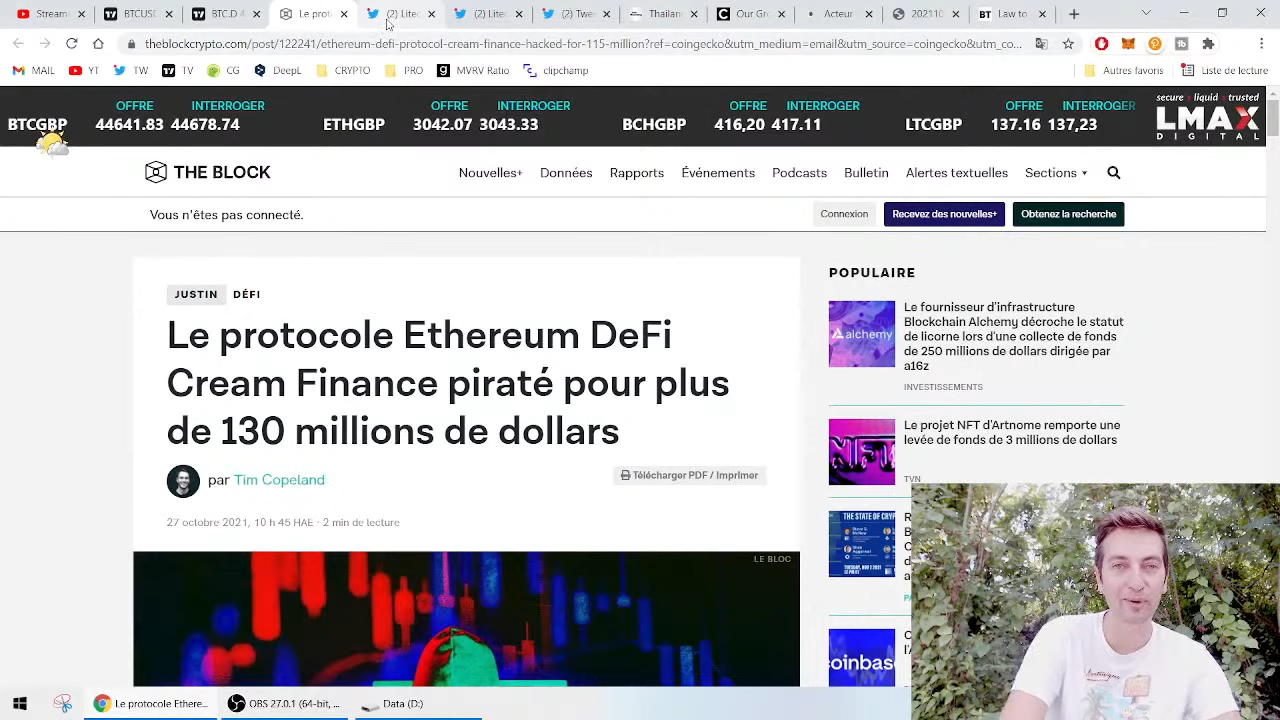 Stream
BTCUS
BTC.D 4
Le proto
(2) Lite
(2) Lite
(2) Twe
Thailan
Our Gr
Acteur
202110
BT Law fir
theblockcrypto.com/post/122241/ethereum-de
protocol-cream-finance-hacked-for-115-million?ref=coingecko&utm_medium=email&utm_source=coingecko&utm_co...
MAIL YT TW TV CG DeepL CRYPTO PRO MVRV Ratio clipchamp Autres favoris Liste de lecture
OFFRE INTERROGER OFFRE INTERROGER OFFRE INTERROGER OFFRE INTERROGER
BTCGBP 44641.83 44678.74 ETHGBP 3042.07 3043.33 BCHGBP 416,20 417.11 LTCGBP 137.16 137,23
secure liquid trusted
LMAX
DIGITAL
THE BLOCK Nouvelles+ Données Rapports Événements Podcasts Bulletin Alertes textuelles Sections
Vous n'êtes pas connecté. Connexion Recevez des nouvelles+ Obtenez la recherche
JUSTIN DÉFI
Le protocole Ethereum DeFi
Cream Finance piraté pour plus
de 130 millions de dollars
par Tim Copeland
Télécharger PDF / Imprimer
27 octobre 2021, 10 h 45 HAE · 2 min de lecture
LE BLOC
POPULAIRE
alchemy
Le fournisseur d'infrastructure
Blockchain Alchemy décroche le statut
de licorne lors d'une collecte de fonds
de 250 millions de dollars dirigée par
a16z
INVESTISSEMENTS
Le projet NFT d'Artnome remporte une
levée de fonds de 3 millions de dollars
TVN
THE STATE OF CRY
coinbase
Le protocole Ethere...
OBS 27.0.1 (64-bit, ...
Data (D:)